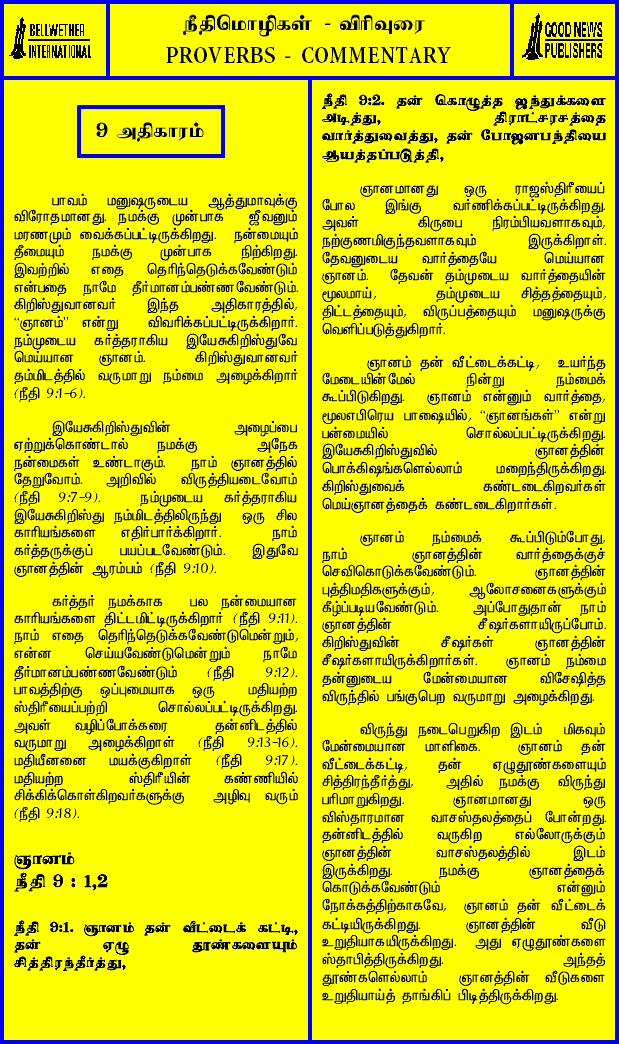 BELLWETHER
INTERNATIONAL
நீதிமொழிகள் - விரிவுரை
PROVERBS - COMMENTARY
GOOD NEWS
PUBLISHERS
9 அதிகாரம்
பாவம் மனுஷருடைய ஆத்துமாவுக்கு
விரோதமானது. நமக்கு முன்பாக ஜீவனும்
மரணமும் வைக்கப்பட்டிருக்கிறது. நன்மையும்
தீமையும் நமக்கு முன்பாக நிற்கிறது.
இவற்றில் எதை தெரிந்தெடுக்கவேண்டும்
என்பதை நாமே தீர்மானம்பண்ணவேண்டும்.
கிறிஸ்துவானவர் இந்த அதிகாரத்தில்,
“ஞானம்” என்று விவரிக்கப்பட்டிருக்கிறார்.
நம்முடைய கர்த்தராகிய இயேசுகிறிஸ்துவே
மெய்யான ஞானம். கிறிஸ்துவானவர்
தம்மிடத்தில் வருமாறு நம்மை அழைக்கிறார்
(நீதி 9:1-6).
இயேசுகிறிஸ்துவின் அழைப்பை
ஏற்றுக்கொண்டால் நமக்கு அநேக
நன்மைகள் உண்டாகும். நாம் ஞானத்தில்
தேறுவோம். அறிவில் விருத்தியடைவோம்
(நீதி 9:7-9). நம்முடைய கர்த்தராகிய
இயேசுகிறிஸ்து நம்மிடத்திலிருந்து ஒரு சில
காரியங்களை எதிர்பார்க்கிறார். நாம்
கர்த்தருக்குப் பயப்படவேண்டும். இதுவே
ஞானத்தின் ஆரம்பம் (நீதி 9:10).
கர்த்தர் நமக்காக பல நன்மையான
காரியங்களை திட்டமிட்டிருக்கிறார் (நீதி 9:11).
நாம் எதை தெரிந்தெடுக்கவேண்டுமென்றும்,
என்ன செய்யவேண்டுமென்றும் நாமே
தீர்மானம்பண்ணவேண்டும் (நீதி 9:12).
பாவத்திற்கு ஒப்புமையாக ஒரு மதியற்ற
ஸ்திரீயைப்பற்றி சொல்லப்பட்டிருக்கிறது.
அவள் வழிப்போக்கரை தன்னிடத்தில்
வருமாறு அழைக்கிறாள் (நீதி 9:13-16).
மதியீனனை மயக்குகிறாள் (நீதி 9:17).
மதியற்ற ஸ்திரீயின் கண்ணியில்
சிக்கிக்கொள்கிறவர்களுக்கு அழிவு வரும்
(நீதி 9:18).
ஞானம்
நீதி 9 : 1,2
நீதி 9:1. ஞானம் தன் வீட்டைக் கட்டி,
தன் ஏழு தூண்களையும்
சித்திரந்தீர்த்து,
நீதி 9:2. தன் கொழுத்த ஜந்துக்களை
அடித்து, திராட்சரசத்தை
வார்த்துவைத்து, தன் போஜனபந்தியை
ஆயத்தப்படுத்தி,
ஞானமானது ஒரு ராஜஸ்திரீயைப்
போல இங்கு வர்ணிக்கப்பட்டிருக்கிறது.
அவள் கிருபை நிரம்பியவளாகவும்,
நற்குணமிகுந்தவளாகவும் இருக்கிறாள்.
தேவனுடைய வார்த்தையே மெய்யான
ஞானம். தேவன் தம்முடைய வார்த்தையின்
மூலமாய், தம்முடைய சித்தத்தையும்,
திட்டத்தையும், விருப்பத்தையும் மனுஷருக்கு
வெளிப்படுத்துகிறார்.
ஞானம் தன் வீட்டைக்கட்டி, உயர்ந்த
மேடையின்மேல் நின்று நம்மைக்
கூப்பிடுகிறது. ஞானம் என்னும் வார்த்தை,
மூலஎபிரெய பாஷையில், “ஞானங்கள்” என்று
பன்மையில் சொல்லப்பட்டிருக்கிறது.
இயேசுகிறிஸ்துவில் ஞானத்தின்
பொக்கிஷங்களெல்லாம் மறைந்திருக்கிறது.
கிறிஸ்துவைக் கண்டடைகிறவர்கள்
மெய்ஞானத்தைக் கண்டடைகிறார்கள்.
ஞானம் நம்மைக் கூப்பிடும்போது,
நாம் ஞானத்தின் வார்த்தைக்குச்
செவிகொடுக்கவேண்டும். ஞானத்தின்
புத்திமதிகளுக்கும், ஆலோசனைகளுக்கும்
கீழ்ப்படியவேண்டும். அப்போதுதான் நாம்
ஞானத்தின் சீஷர்களாயிருப்போம்.
கிறிஸ்துவின் சீஷர்கள் ஞானத்தின்
சீஷர்களாயிருக்கிறார்கள். ஞானம் நம்மை
தன்னுடைய மேன்மையான விசேஷித்த
விருந்தில் பங்குபெற வருமாறு அழைக்கிறது.
விருந்து நடைபெறுகிற இடம் மிகவும்
மேன்மையான மாளிகை. ஞானம் தன்
வீட்டைக்கட்டி, தன் ஏழுதூண்களையும்
சித்திரந்தீர்த்து, அதில் நமக்கு விருந்து
பரிமாறுகிறது. ஞானமானது ஒரு
விஸ்தாரமான வாசஸ்தலத்தைப் போன்றது.
தன்னிடத்தில் வருகிற எல்லோருக்கும்
ஞானத்தின் வாசஸ்தலத்தில் இடம்
இருக்கிறது. நமக்கு ஞானத்தைக்
கொடுக்கவேண்டும் என்னும்
நோக்கத்திற்காகவே, ஞானம் தன் வீட்டைக்
கட்டியிருக்கிறது. ஞானத்தின் வீடு
உறுதியாகயிருக்கிறது. அது ஏழுதூண்களை
ஸ்தாபித்திருக்கிறது. அந்தத்
தூண்களெல்லாம் ஞானத்தின் வீடுகளை
உறுதியாய்த் தாங்கிப் பிடித்திருக்கிறது.